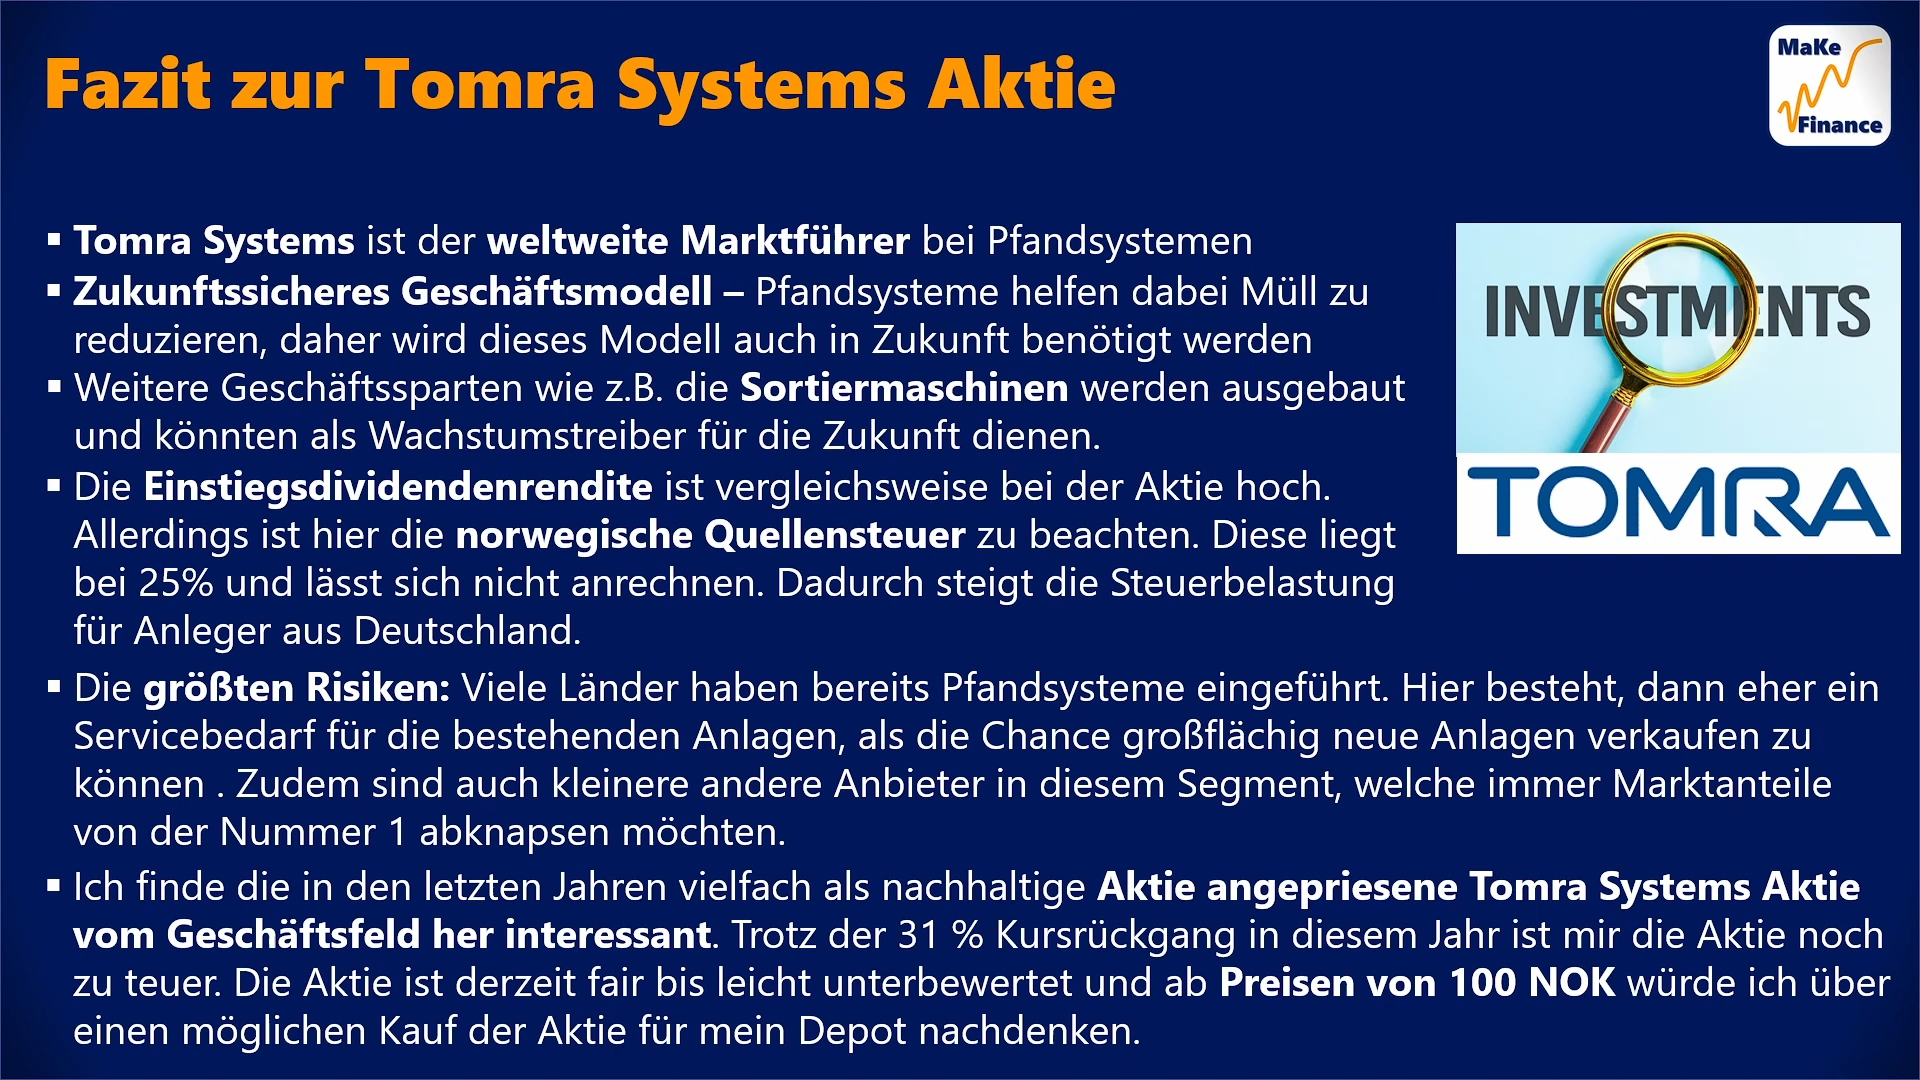 Fazit zur Tomra Systems Aktie
MaKe
Finance
▪ Tomra Systems ist der weltweite Marktführer bei Pfandsystemen
▪ Zukunftssicheres Geschäftsmodell – Pfandsysteme helfen dabei Müll zu
reduzieren, daher wird dieses Modell auch in Zukunft benötigt werden
▪ Weitere Geschäftssparten wie z.B. die Sortiermaschinen werden ausgebaut
und könnten als Wachstumstreiber für die Zukunft dienen.
▪ Die Einstiegsdividendenrendite ist vergleichsweise bei der Aktie hoch.
Allerdings ist hier die norwegische Quellensteuer zu beachten. Diese liegt
bei 25% und lässt sich nicht anrechnen. Dadurch steigt die Steuerbelastung
für Anleger aus Deutschland.
INVESTMENTS
TOMRA
▪ Die größten Risiken: Viele Länder haben bereits Pfandsysteme eingeführt. Hier besteht, dann eher ein
Servicebedarf für die bestehenden Anlagen, als die Chance großflächig neue Anlagen verkaufen zu
können . Zudem sind auch kleinere andere Anbieter in diesem Segment, welche immer Marktanteile
von der Nummer 1 abknapsen möchten.
▪ Ich finde die in den letzten Jahren vielfach als nachhaltige Aktie angepriesene Tomra Systems Aktie
vom Geschäftsfeld her interessant. Trotz der 31 % Kursrückgang in diesem Jahr ist mir die Aktie noch
zu teuer. Die Aktie ist derzeit fair bis leicht unterbewertet und ab Preisen von 100 NOK würde ich über
einen möglichen Kauf der Aktie für mein Depot nachdenken.